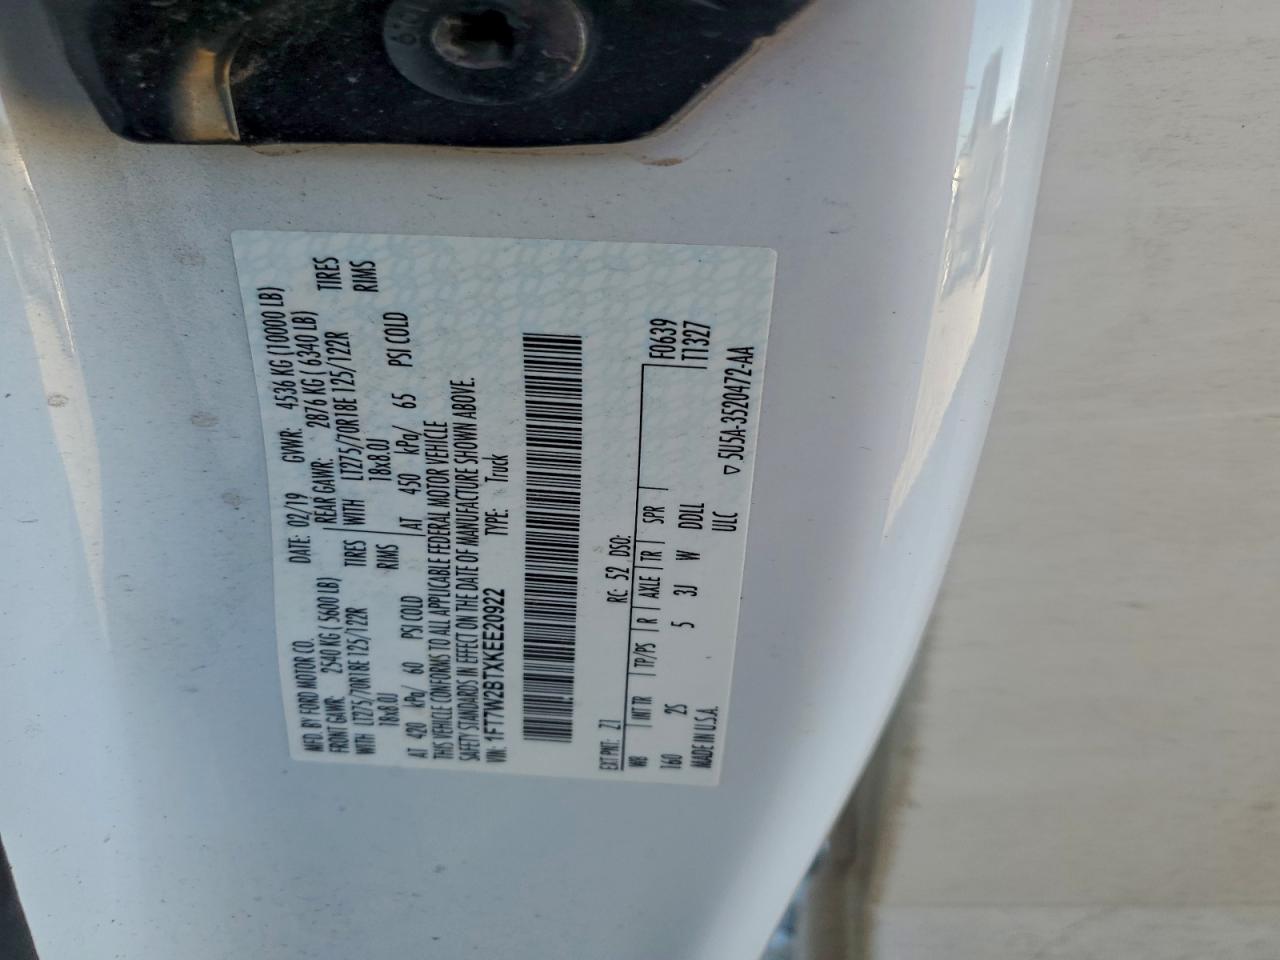 MFD. BY FORD MOTOR CO.
DATE: 02/19 GVWR: 4536 KG (10000 LB)
FRONT GAWR: 2540 KG ( 5600 LB) REAR GAWR: 2876 KG ( 6340 LB)
WITH LT275/70R18E 125/122R TIRES WITH LT275/70R18E 125/122R TIRES
18x8.0J RIMS 18x8.0J RIMS
AT 420 kPa/ 60 PSI COLD AT 450 kPa/ 65 PSI COLD
THIS VEHICLE CONFORMS TO ALL APPLICABLE FEDERAL MOTOR VEHICLE
SAFETY STANDARDS IN EFFECT ON THE DATE OF MANUFACTURE SHOWN ABOVE.
VIN: 1FT7W2BTXKEE20922 TYPE: Truck
EXT PNT: Z1 RC: 52 DSO:
WB INT TR TP/PS R AXLE TR SPR F0639
160 2S 5 3J W DDLL T1327
MADE IN U.S.A. ULC
▽ 5U5A-3520472-AA